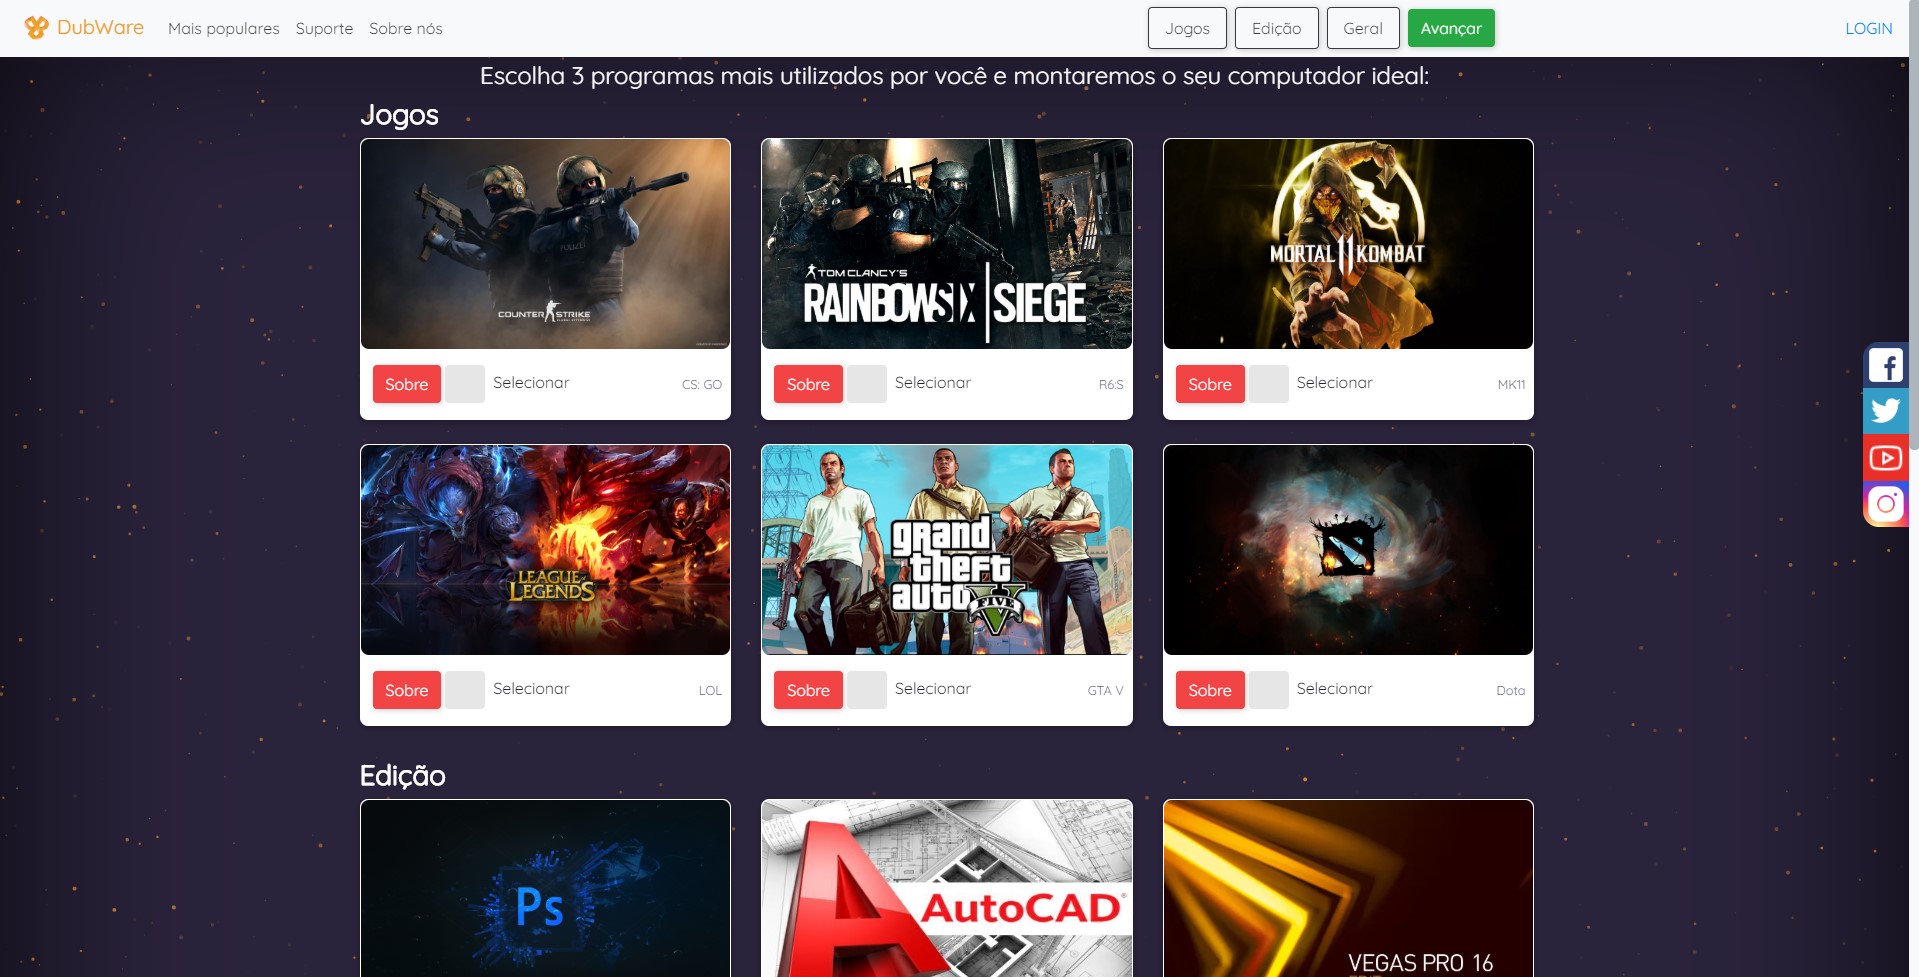 DubWare Mais populares Suporte Sobre nós Jogos Edição Geral Avançar LOGIN
Escolha 3 programas mais utilizados por você e montaremos o seu computador ideal:
Jogos
POLIZEI
COUNTER STRIKE
TOM CLANCY'S
RAINBOW SIX SIEGE
MORTAL 11 KOMBAT
Sobre Selecionar CS: GO
Sobre Selecionar R6:S
Sobre Selecionar MK11
LEAGUE OF
LEGENDS
grand
theft
auto
FIVE
V
Sobre Selecionar LOL
Sobre Selecionar GTA V
Sobre Selecionar Dota
Edição
Ps
A
AutoCAD®
VEGAS PRO 16